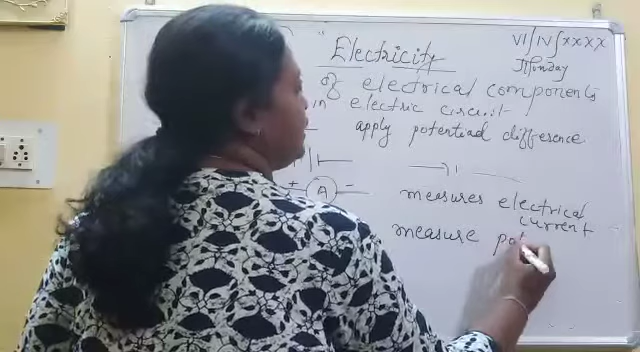 Electricity
VI/IV/XXXX
Monday
of electrical components
in electric circuit
apply potential difference
+ A -
measures electrical
current
measure pot